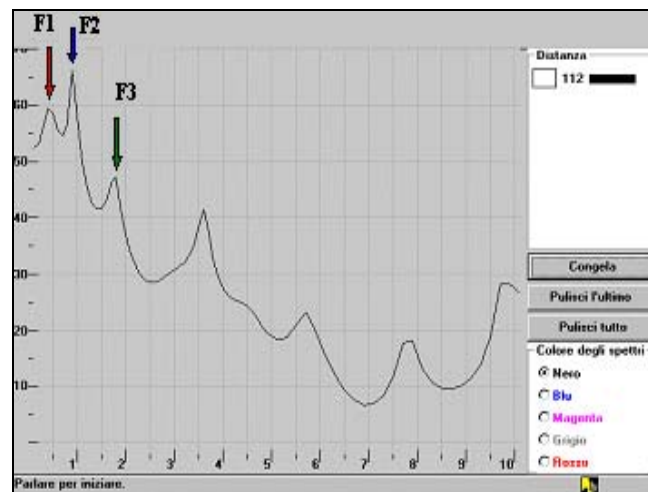 F1
F2
F3
70
60
50
40
30
20
10
1 2 3 4 5 6 7 8 9 10
Distanza
112
Congela
Pulisci l'ultimo
Pulisci tutto
Colore degli spettri
Nero
Blu
Magenta
Grigio
Rosso
Parlare per iniziare.